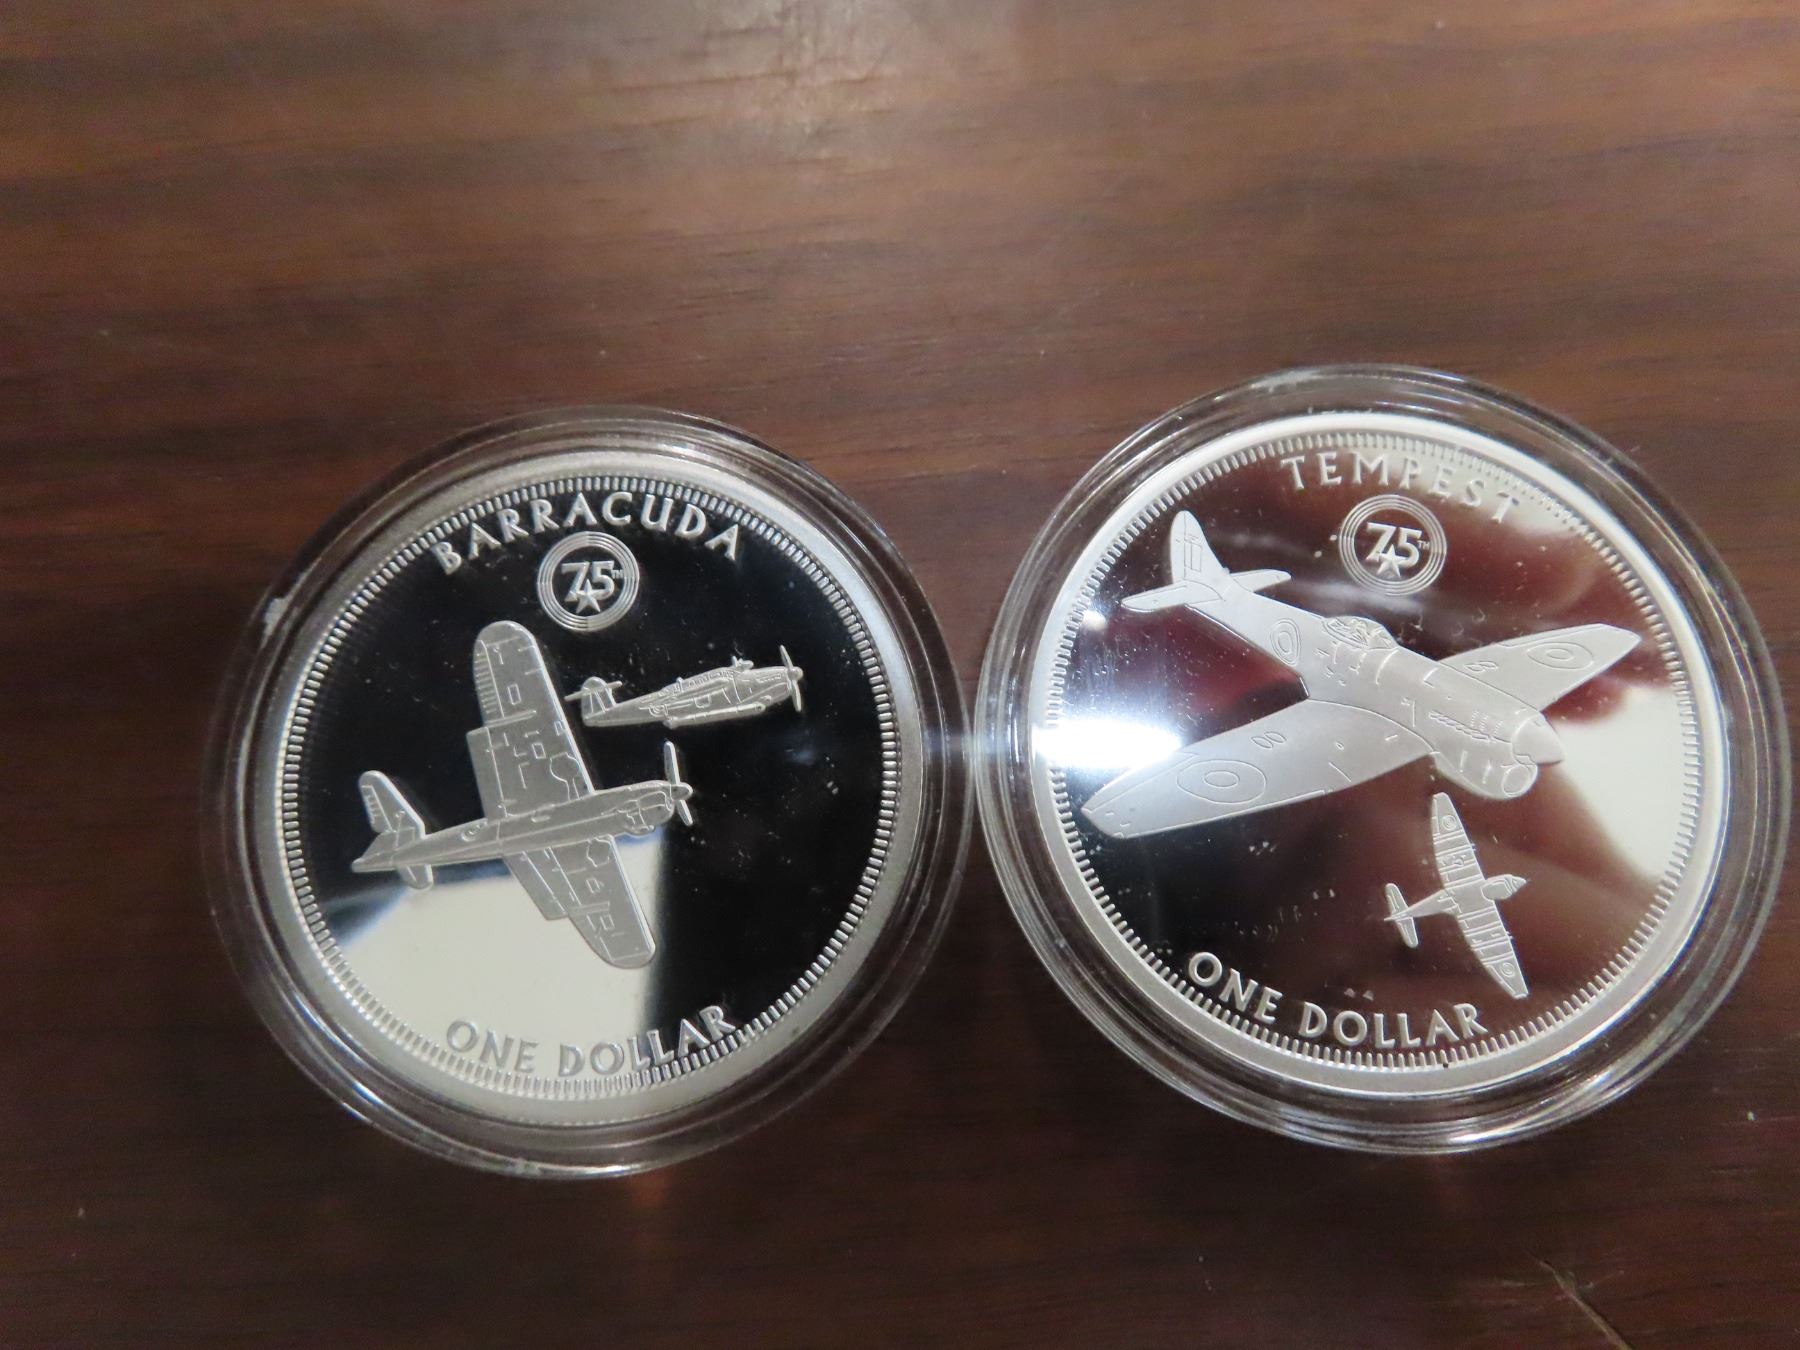 BARRACUDA
75TH
ONE DOLLAR
TEMPEST
75TH
ONE DOLLAR